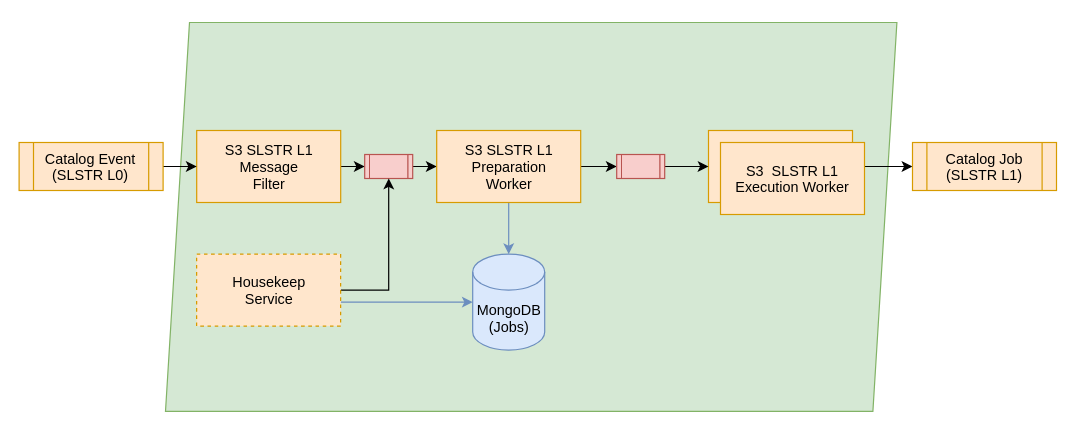 Catalog Event
(SLSTR L0)
S3 SLSTR L1
Message
Filter
S3 SLSTR L1
Preparation
Worker
S3 SLSTR L1
Execution Worker
Catalog Job
(SLSTR L1)
Housekeep
Service
MongoDB
(Jobs)